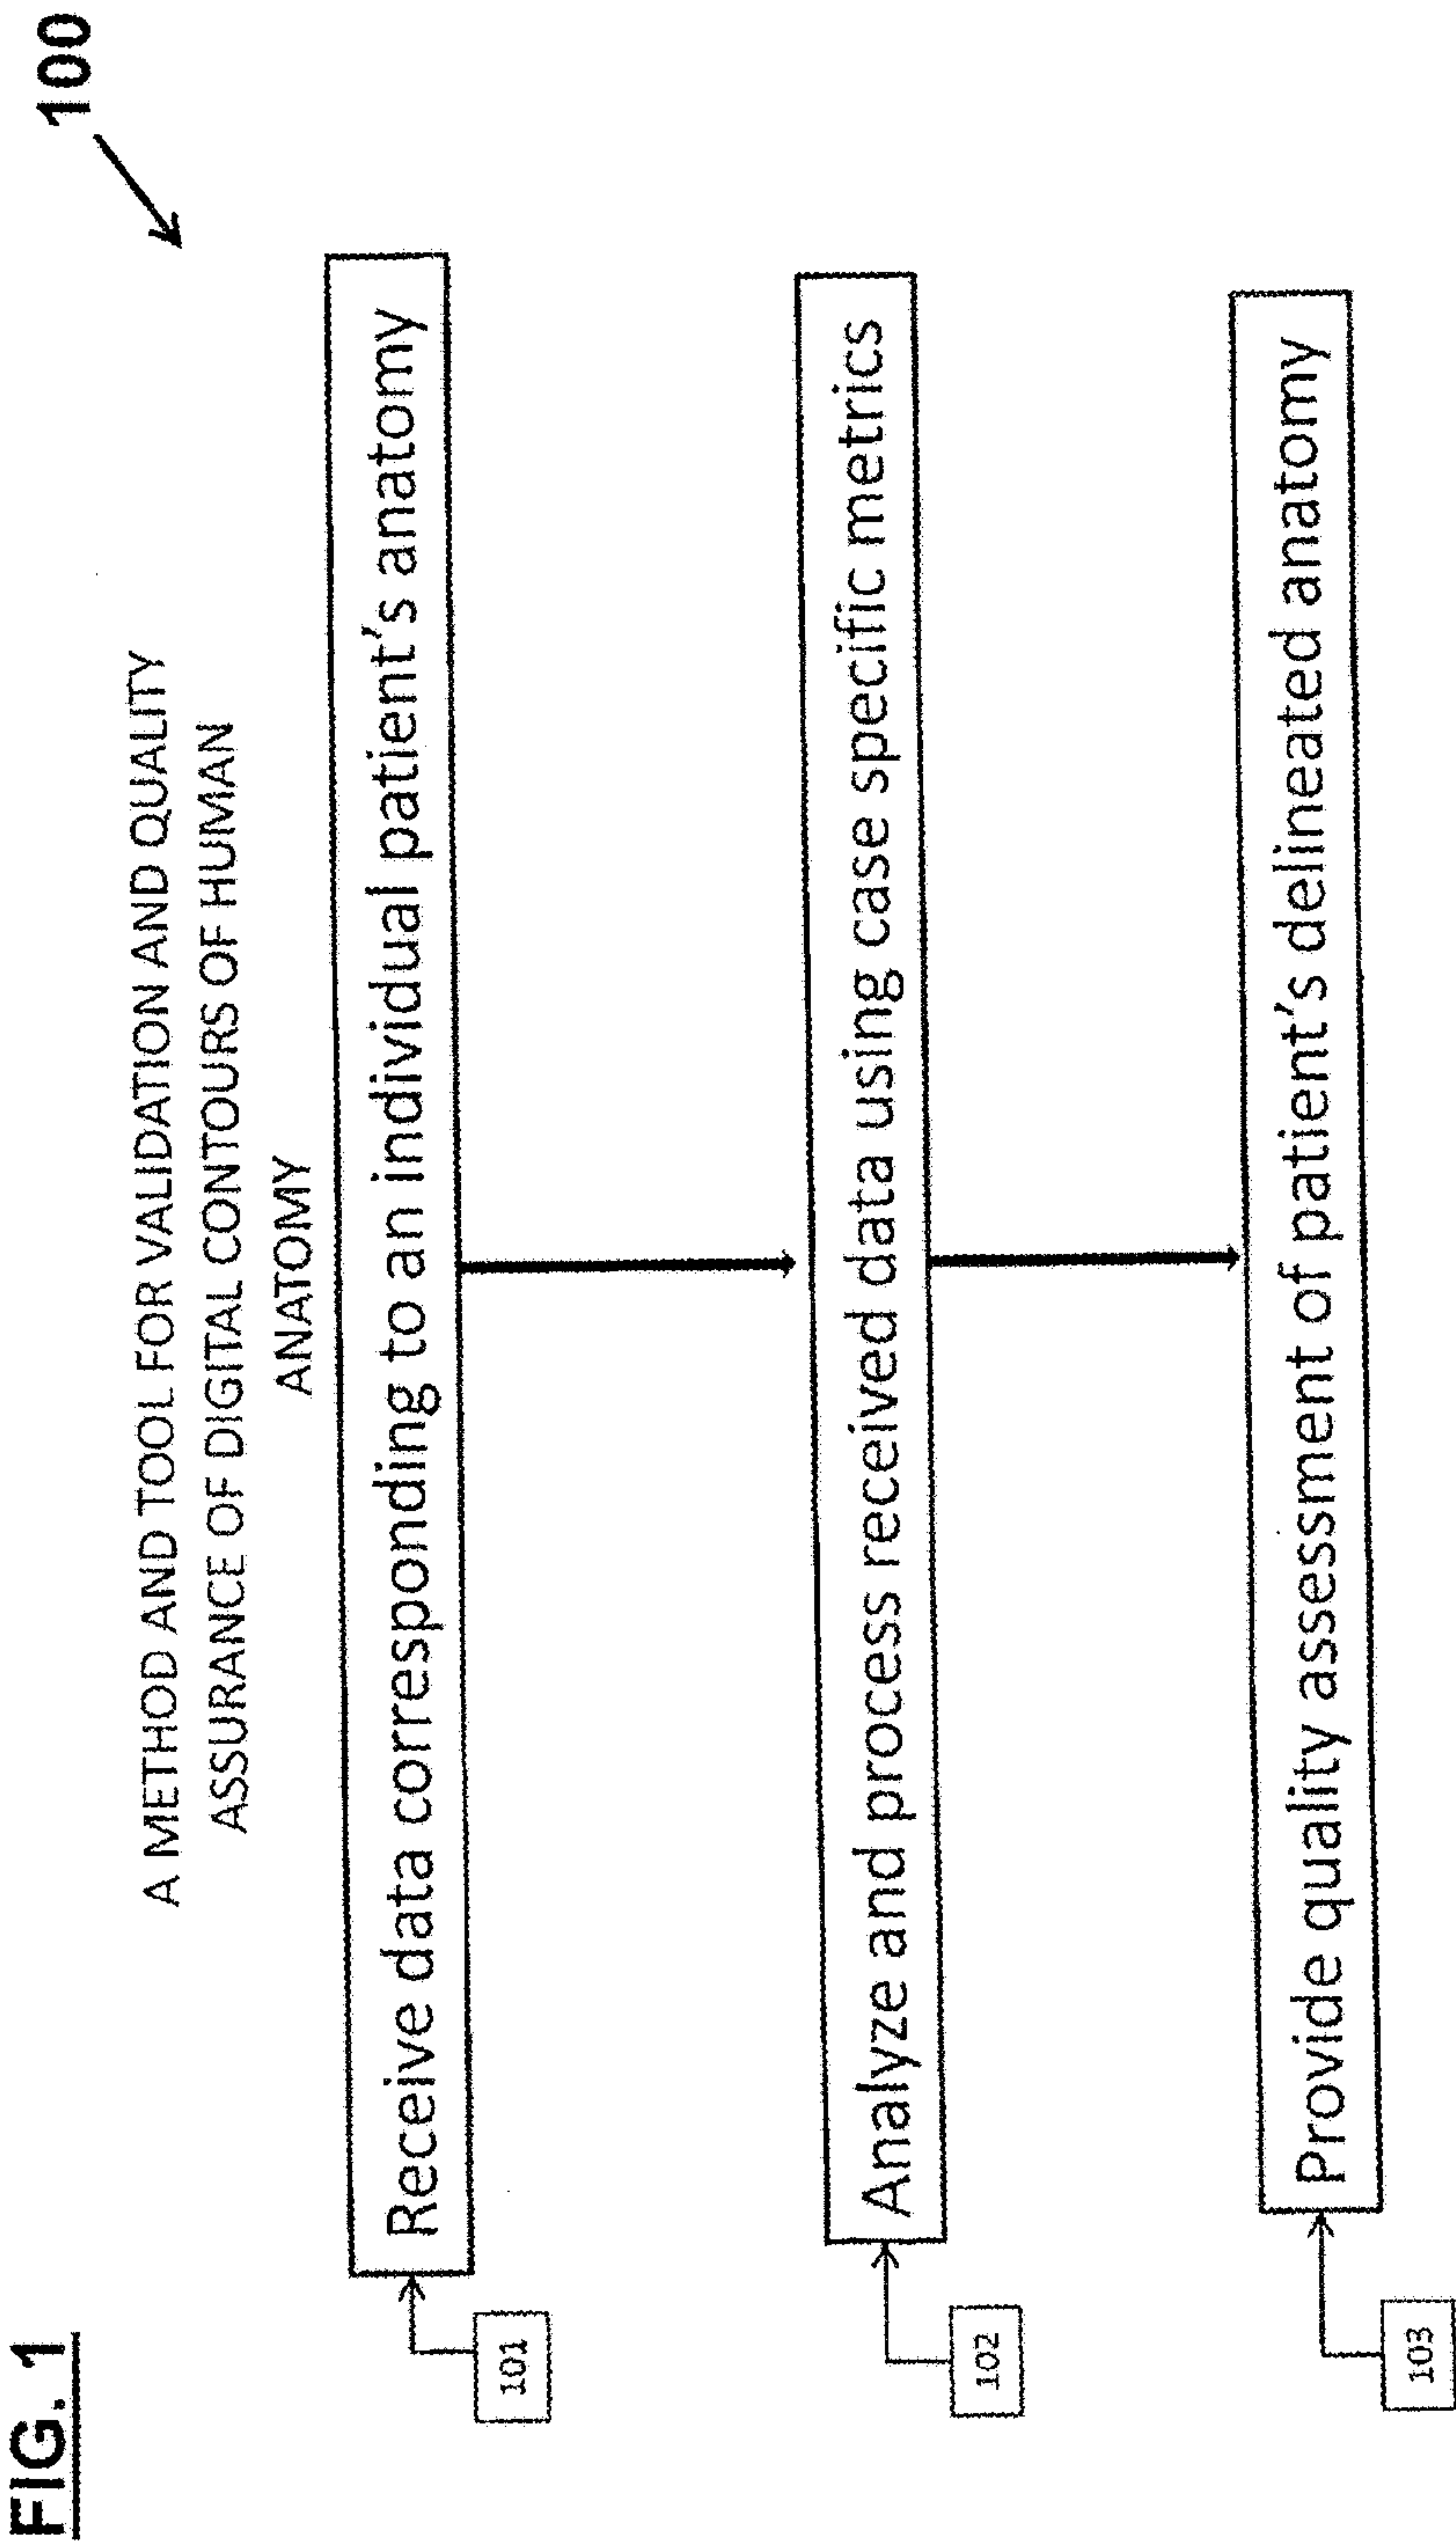 FIG. 1
100
A METHOD AND TOOL FOR VALIDATION AND QUALITY
ASSURANCE OF DIGITAL CONTOURS OF HUMAN
ANATOMY
101
Receive data corresponding to an individual patient's anatomy
102
Analyze and process received data using case specific metrics
103
Provide quality assessment of patient's delineated anatomy